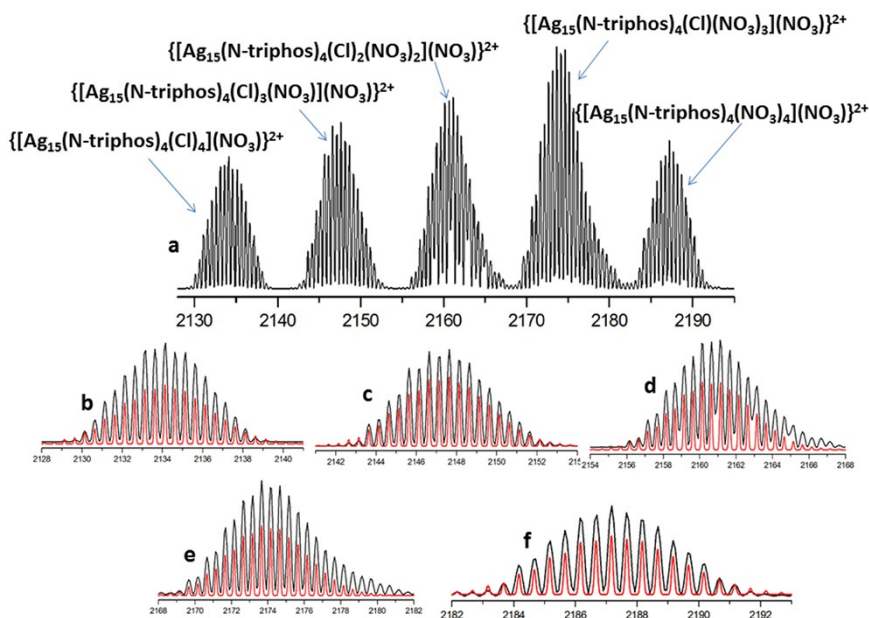 {[Ag₁₅(N-triphos)₄(Cl)(NO₃)₃](NO₃)}²⁺
{[Ag₁₅(N-triphos)₄(Cl)₂(NO₃)₂](NO₃)}²⁺
{[Ag₁₅(N-triphos)₄(Cl)₃(NO₃)](NO₃)}²⁺
{[Ag₁₅(N-triphos)₄(NO₃)₄](NO₃)}²⁺
{[Ag₁₅(N-triphos)₄(Cl)₄](NO₃)}²⁺
a
2130 2140 2150 2160 2170 2180 2190
b
2128 2130 2132 2134 2136 2138 2140
c
2142 2144 2146 2148 2150 2152 215
d
2154 2156 2158 2160 2162 2164 2166 2168
e
2168 2170 2172 2174 2176 2178 2180 2182
f
2182 2184 2186 2188 2190 2192